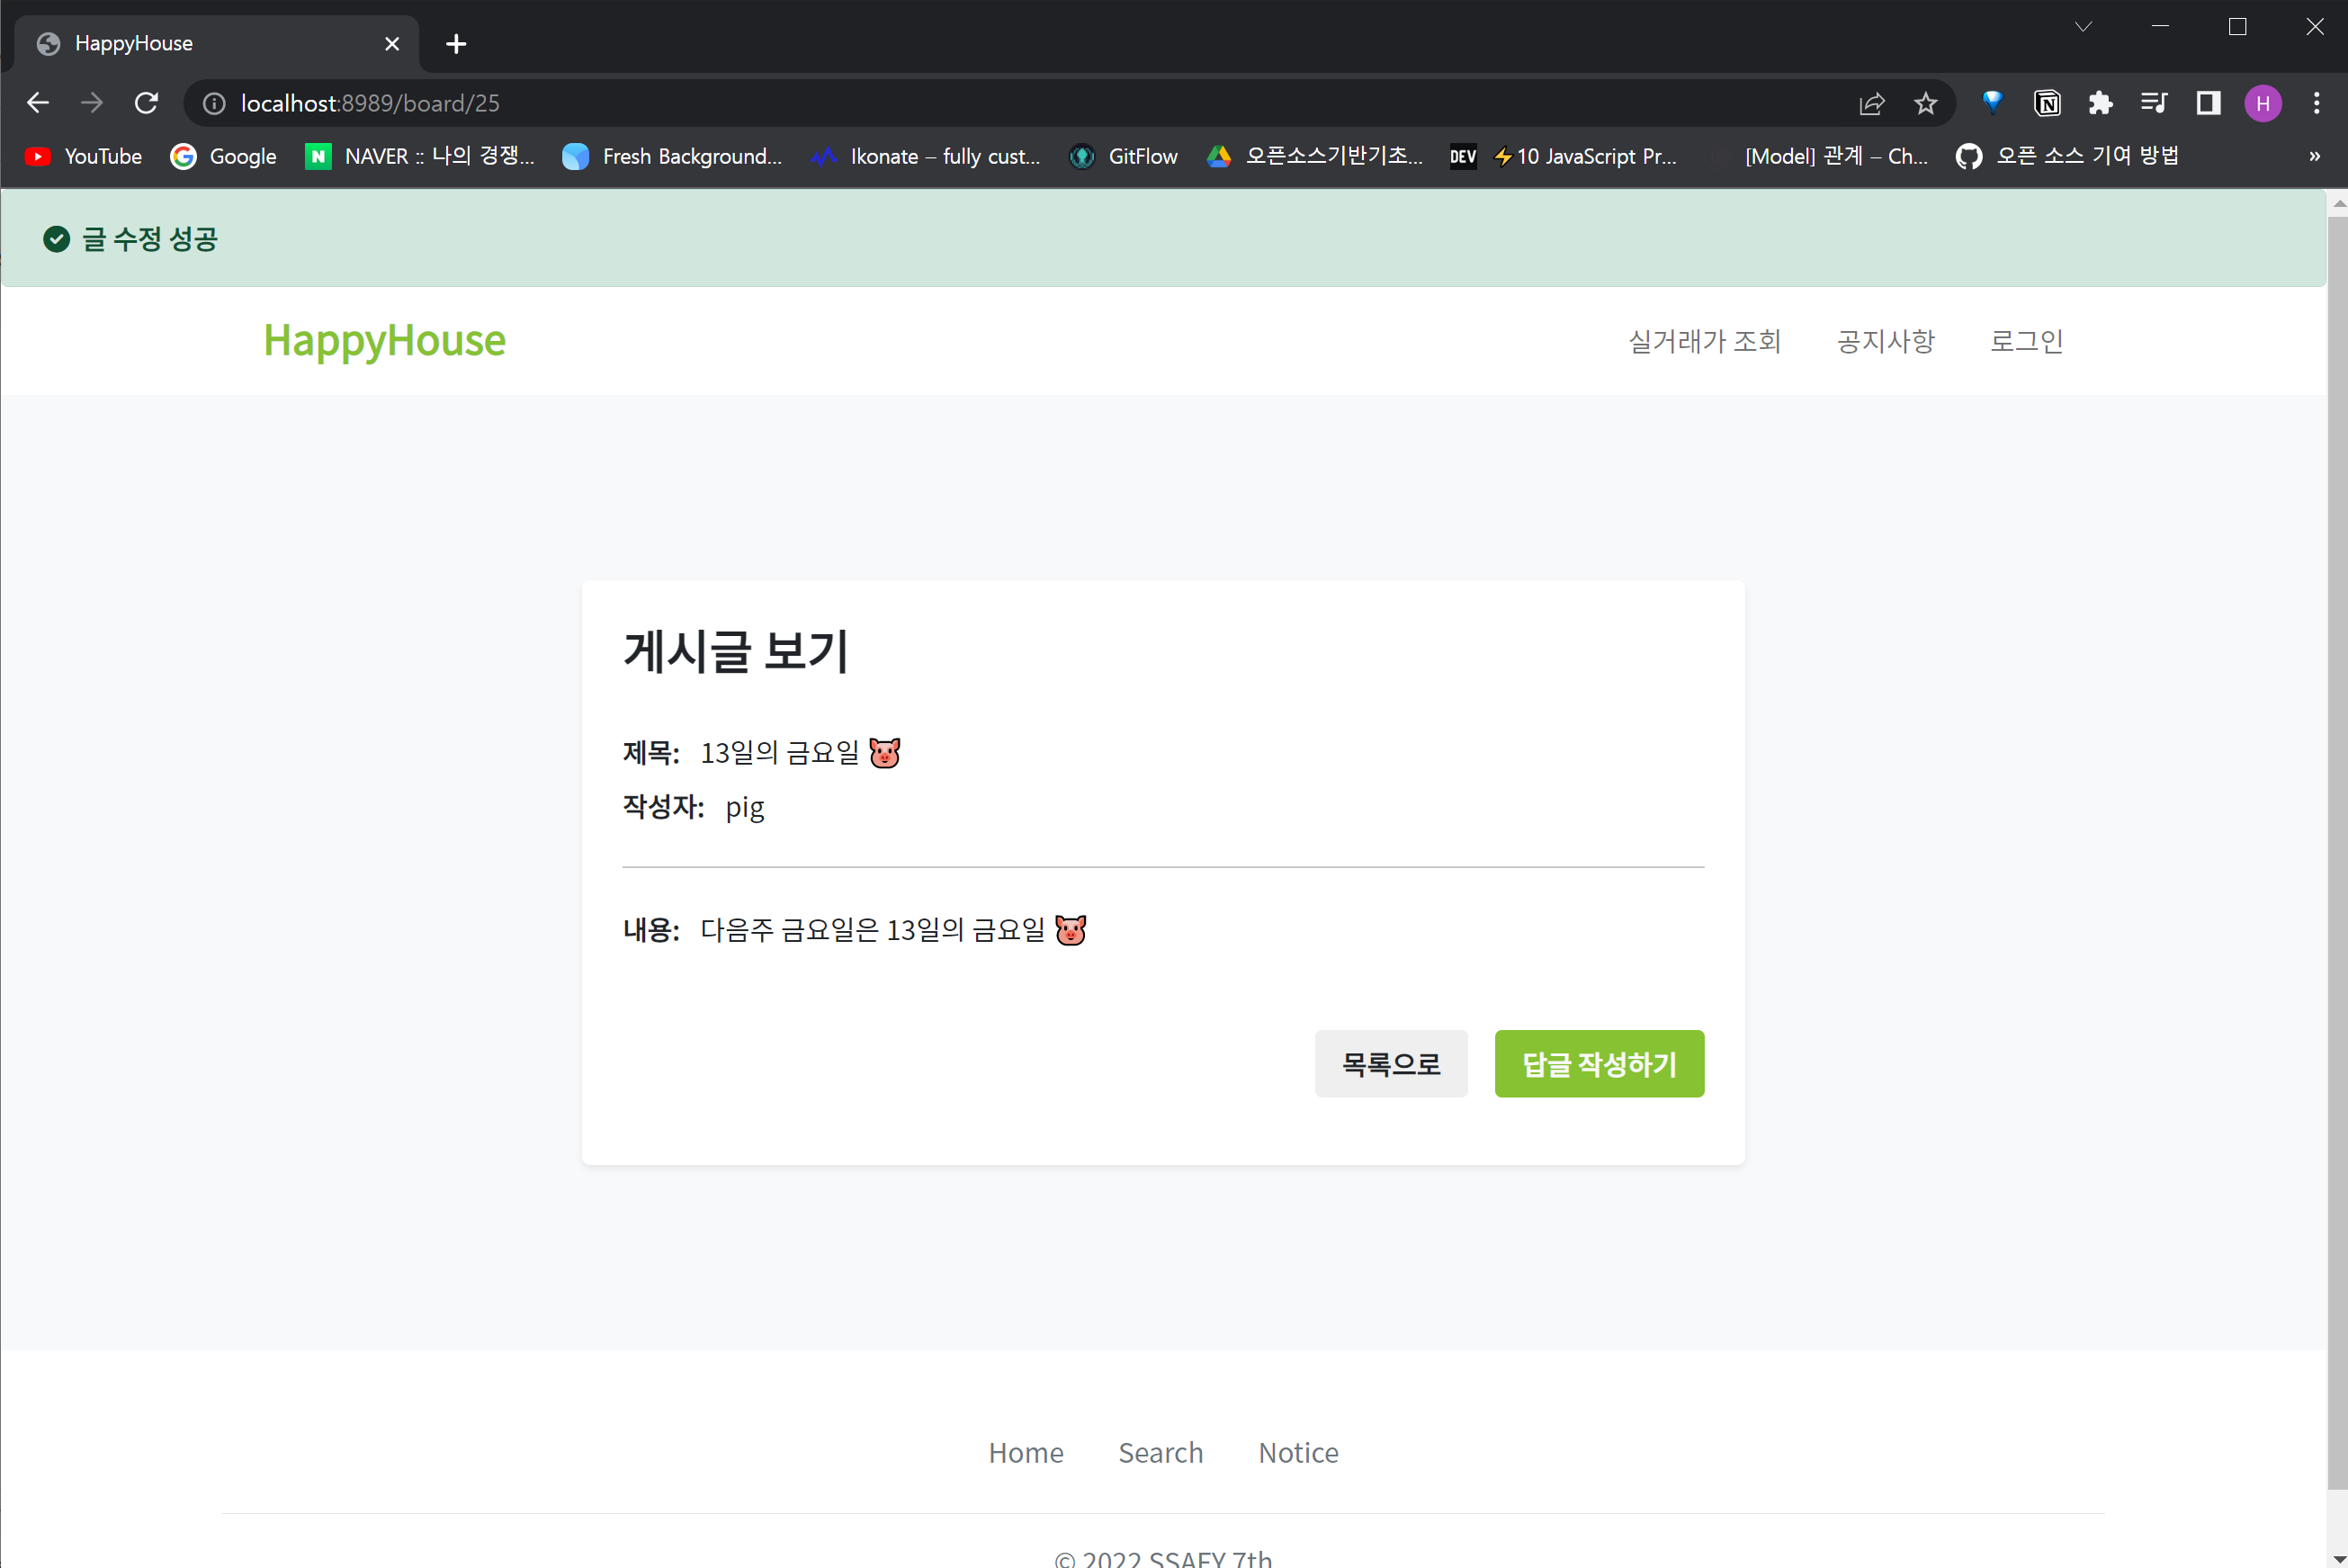 HappyHouse
localhost:8989/board/25
H
YouTube Google N NAVER :: 나의 경쟁... Fresh Background... Ikonate – fully cust... GitFlow 오픈소스기반기초... DEV ⚡10 JavaScript Pr... [Model] 관계 – Ch... 오픈 소스 기여 방법 »
글 수정 성공
HappyHouse 실거래가 조회 공지사항 로그인
게시글 보기
제목: 13일의 금요일 🐷
작성자: pig
내용: 다음주 금요일은 13일의 금요일 🐷
목록으로 답글 작성하기
Home Search Notice
© 2022 SSAFY 7th